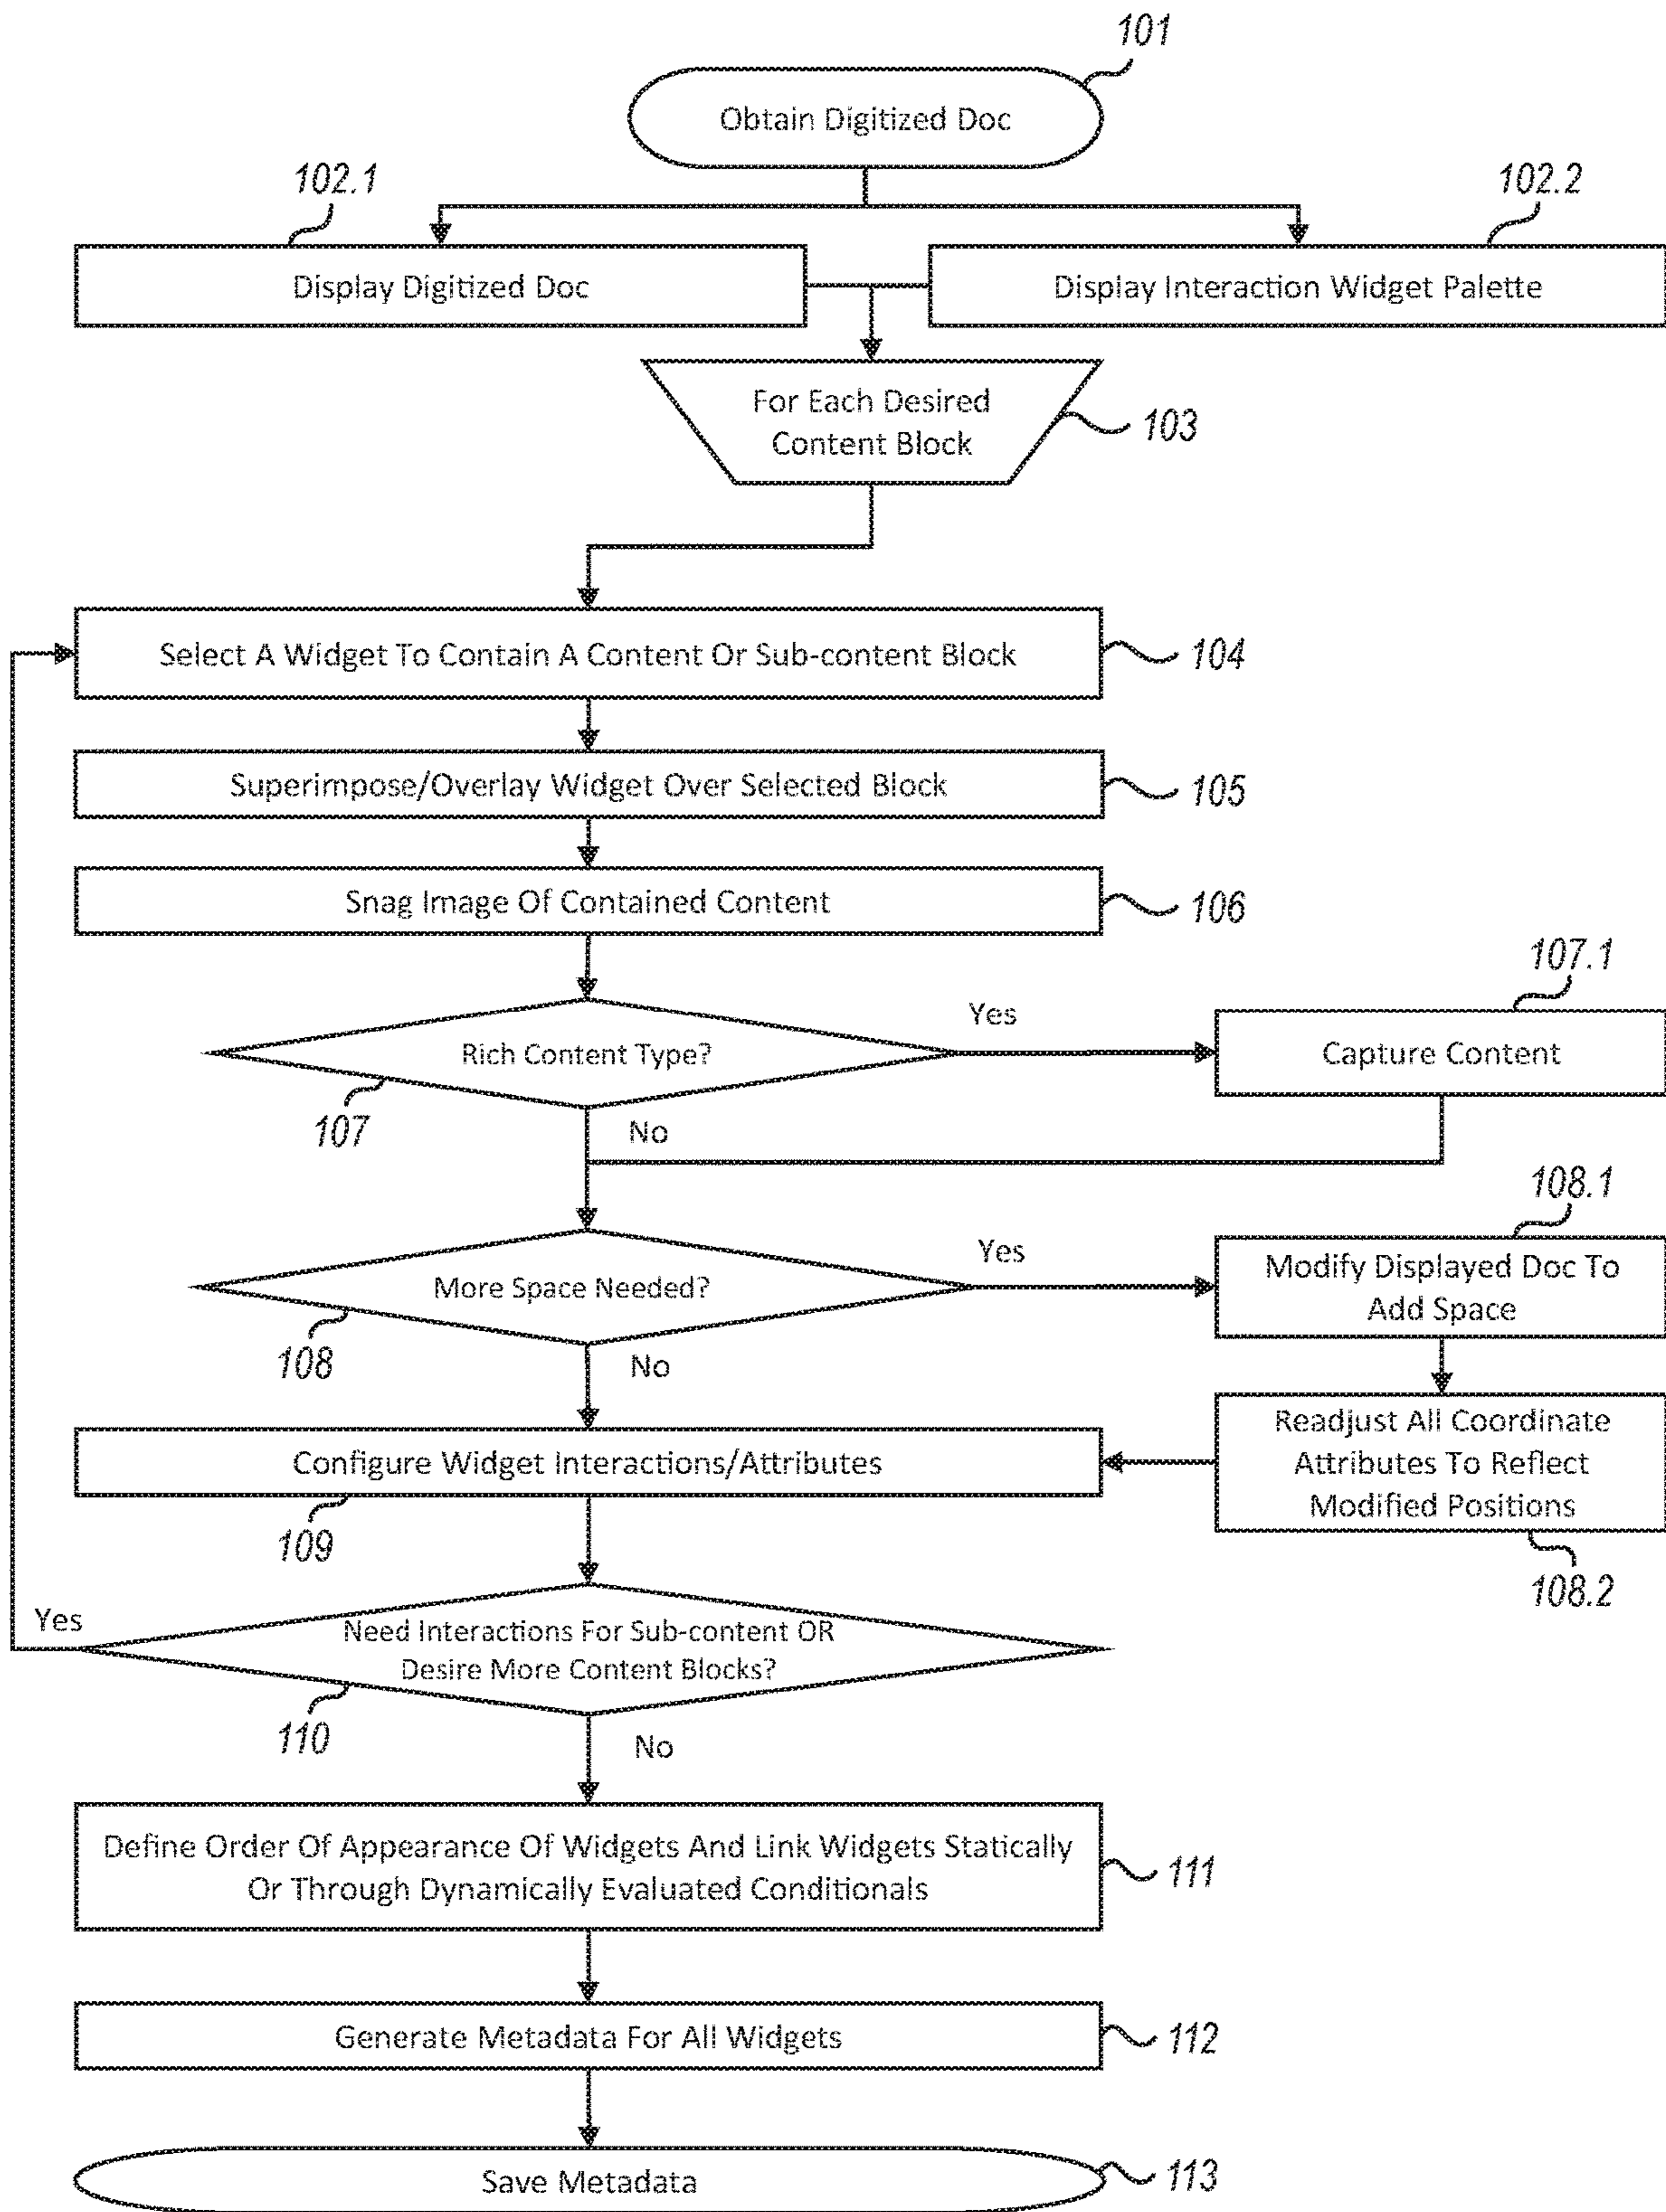 101
Obtain Digitized Doc
102.1
102.2
Display Digitized Doc
Display Interaction Widget Palette
For Each Desired
Content Block
103
Select A Widget To Contain A Content Or Sub-content Block
104
Superimpose/Overlay Widget Over Selected Block
105
Snag Image Of Contained Content
106
107.1
Yes
Rich Content Type?
Capture Content
107
No
108.1
Yes
More Space Needed?
Modify Displayed Doc To
Add Space
108
No
Configure Widget Interactions/Attributes
Readjust All Coordinate
Attributes To Reflect
Modified Positions
109
108.2
Yes
Need Interactions For Sub-content OR
Desire More Content Blocks?
110
No
Define Order Of Appearance Of Widgets And Link Widgets Statically
Or Through Dynamically Evaluated Conditionals
111
Generate Metadata For All Widgets
112
Save Metadata
113